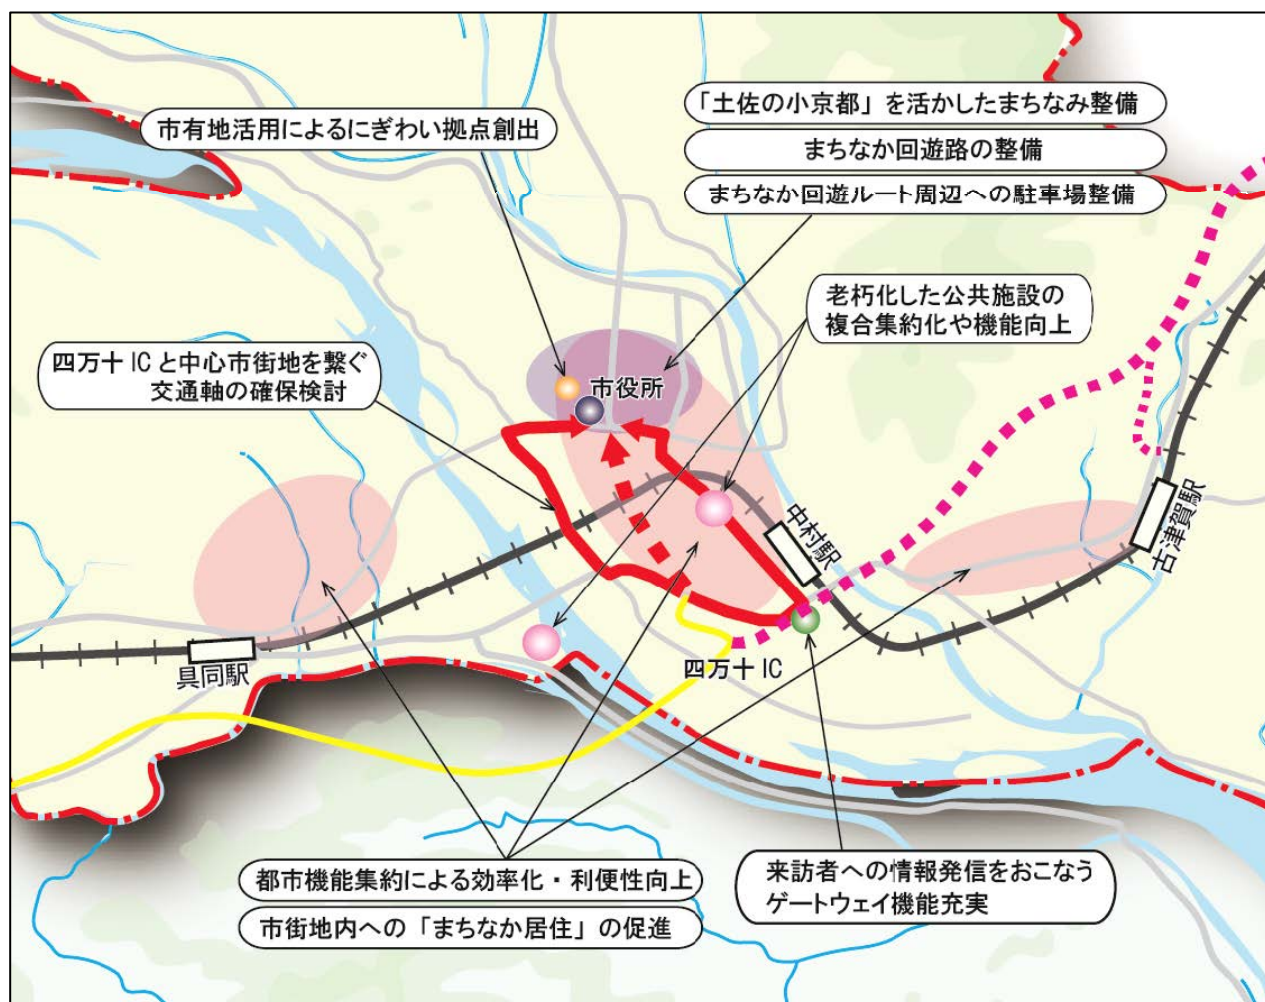 「土佐の小京都」を活かしたまちなみ整備
市有地活用によるにぎわい拠点創出
まちなか回遊路の整備
まちなか回遊ルート周辺への駐車場整備
老朽化した公共施設の
複合集約化や機能向上
四万十ICと中心市街地を繋ぐ
交通軸の確保検討
市役所
中村駅
古津賀駅
具同駅
四万十IC
都市機能集約による効率化・利便性向上
市街地内への「まちなか居住」の促進
来訪者への情報発信をおこなう
ゲートウェイ機能充実